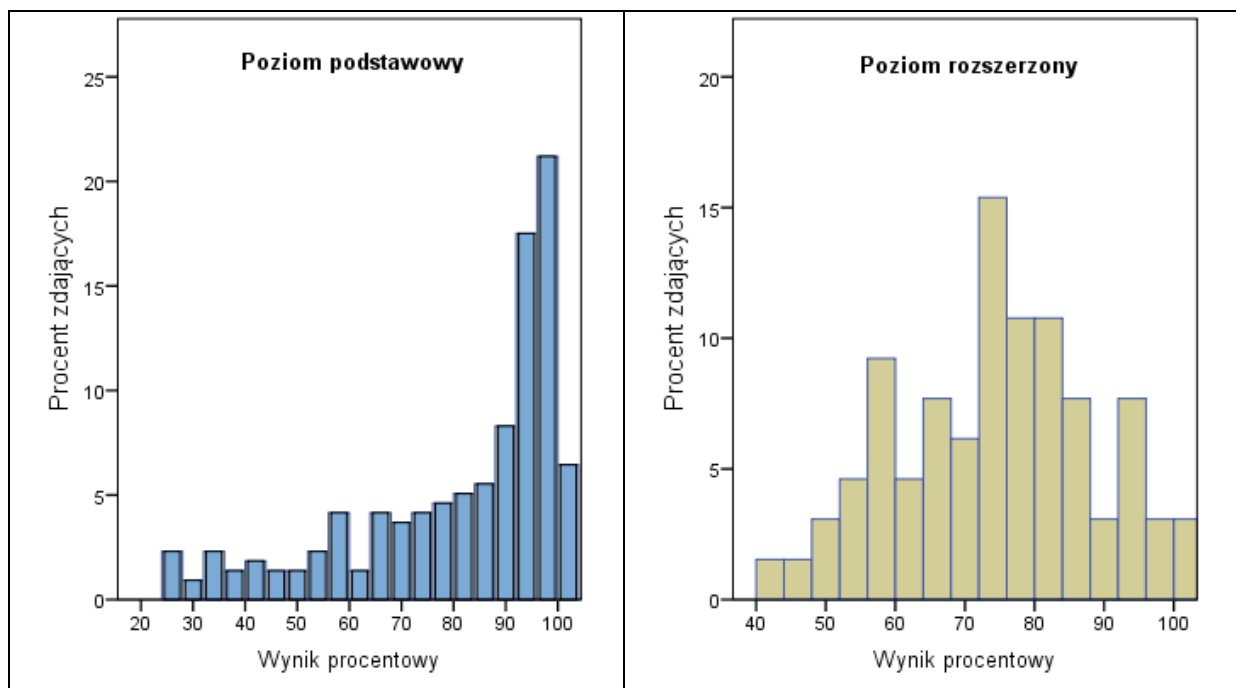 Poziom podstawowy
25
20
15
10
5
0
Procent zdających
20 30 40 50 60 70 80 90 100
Wynik procentowy
Poziom rozszerzony
20
15
10
5
0
Procent zdających
40 50 60 70 80 90 100
Wynik procentowy